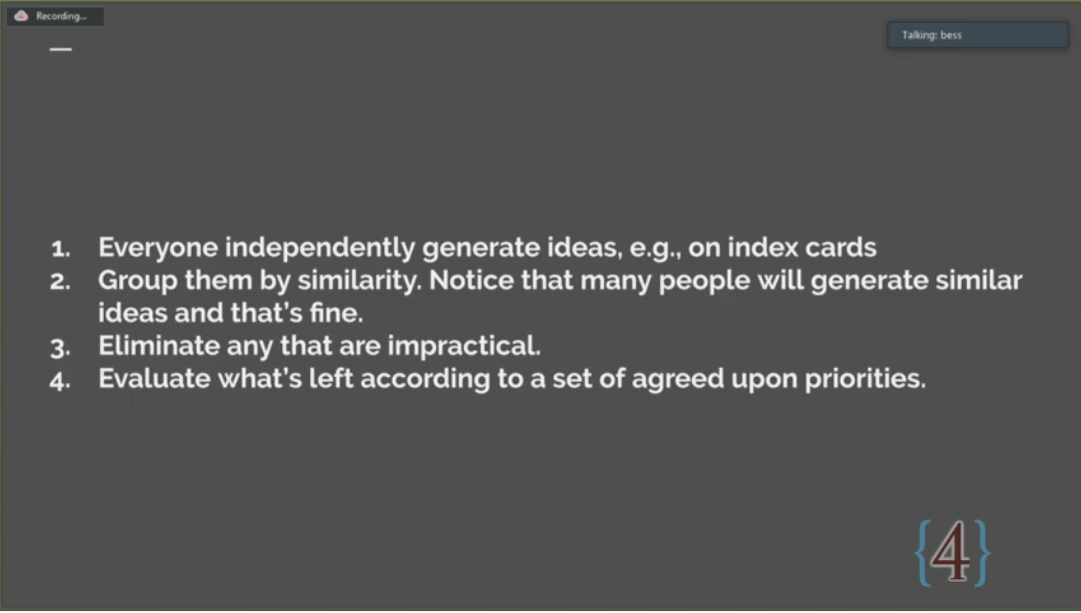 Recording...
Talking: bess
1. Everyone independently generate ideas, e.g., on index cards
2. Group them by similarity. Notice that many people will generate similar
ideas and that's fine.
3. Eliminate any that are impractical.
4. Evaluate what's left according to a set of agreed upon priorities.
{4}